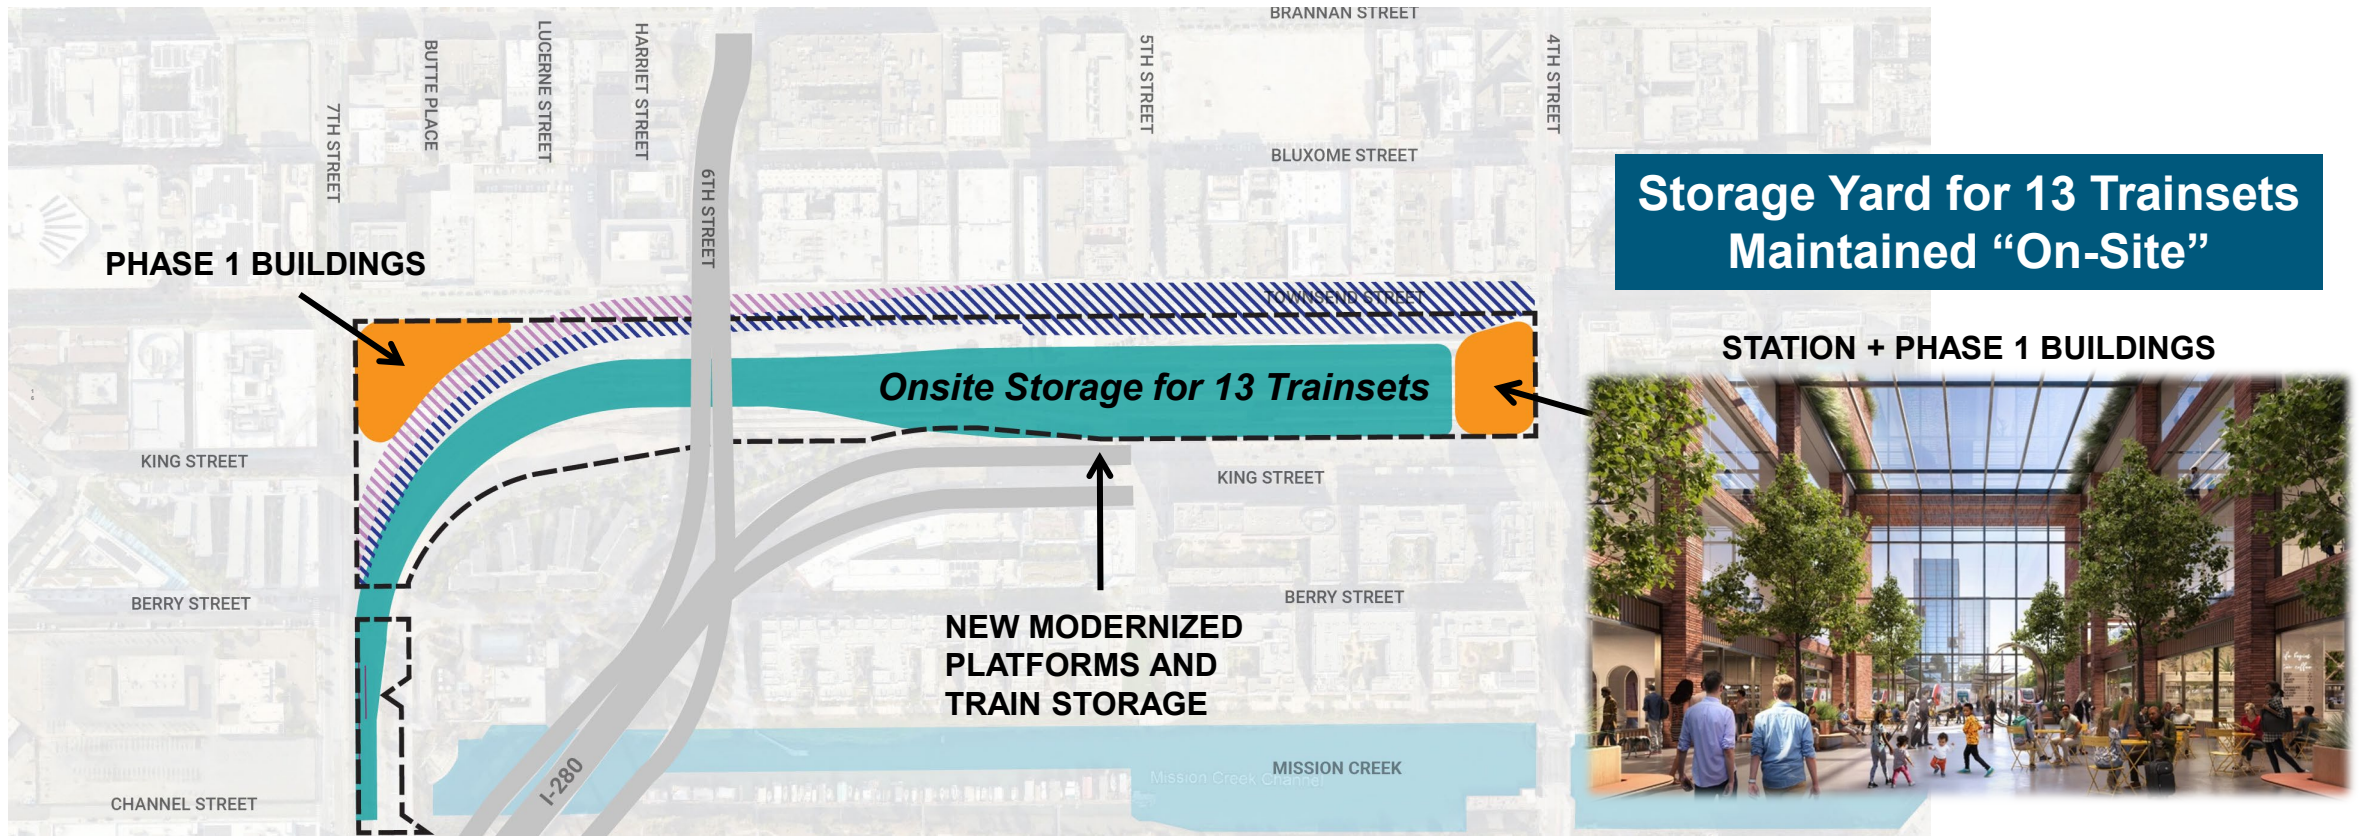 BRANNAN STREET
7TH STREET
BUTTE PLACE
LUCERNE STREET
HARRIET STREET
6TH STREET
5TH STREET
4TH STREET
BLUXOME STREET
Storage Yard for 13 Trainsets
Maintained “On-Site”
PHASE 1 BUILDINGS
TOWNSEND STREET
STATION + PHASE 1 BUILDINGS
Onsite Storage for 13 Trainsets
KING STREET
KING STREET
BERRY STREET
BERRY STREET
NEW MODERNIZED
PLATFORMS AND
TRAIN STORAGE
I-280
MISSION CREEK
Mission Creek Channel
CHANNEL STREET